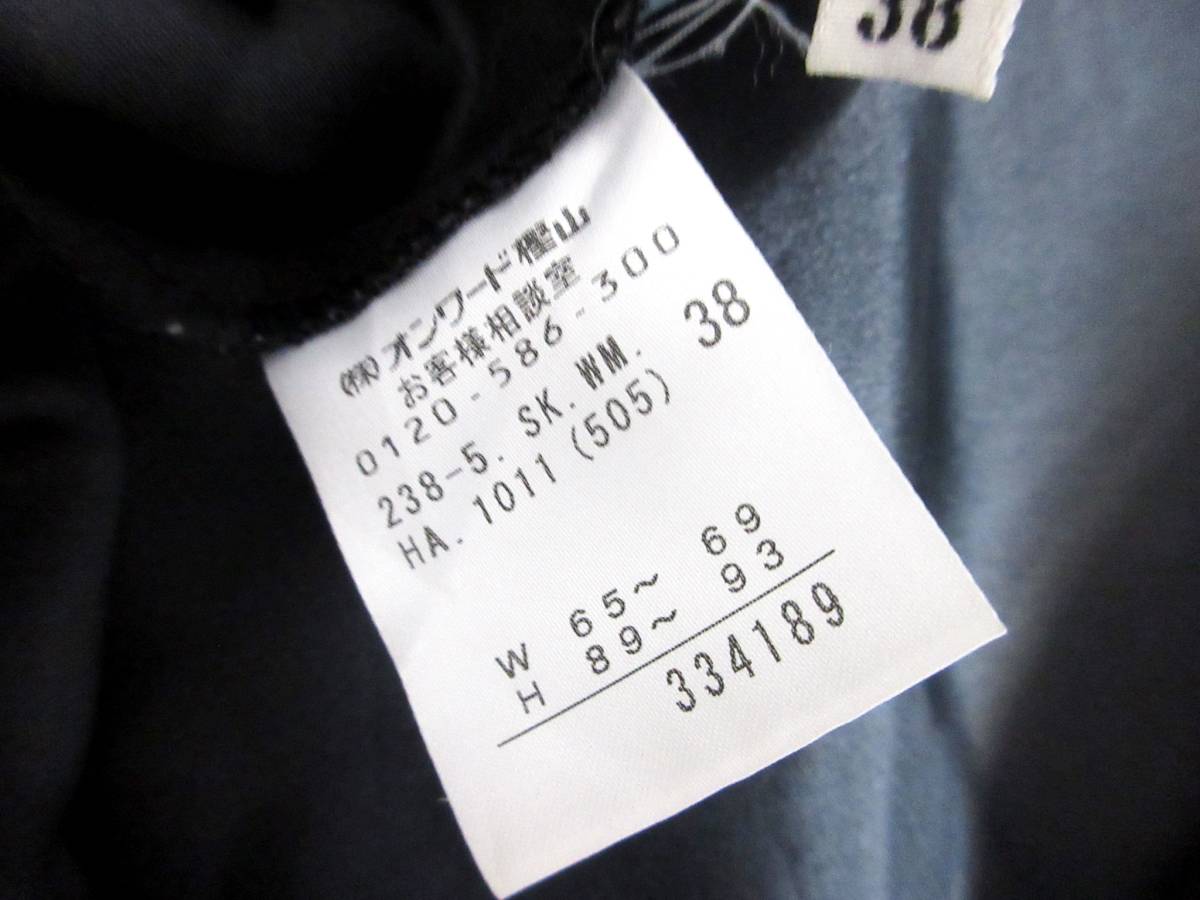 38
㈱オンワード樫山
お客様相談室
0120-586-300
238-5. SK. WM. 38
HA. 1011 (505)
W 65~ 69
H 89~ 93
334189